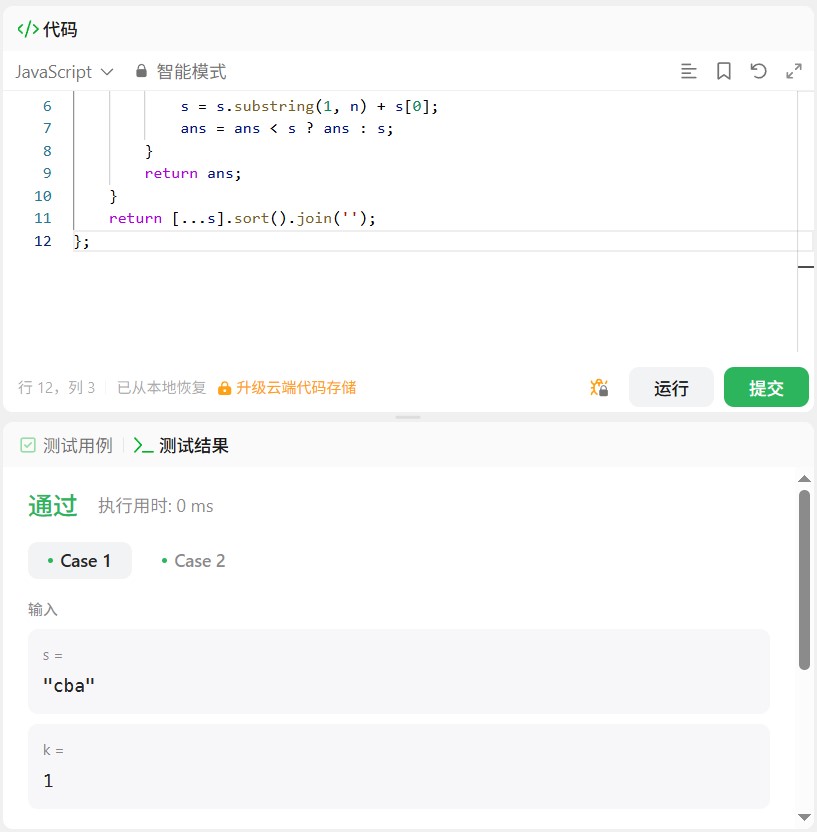 </> 代码
JavaScript 智能模式
6 s = s.substring(1, n) + s[0];
7 ans = ans < s ? ans : s;
8 }
9 return ans;
10 }
11 return [...s].sort().join('');
12 };
行 12，列 3 已从本地恢复 升级云端代码存储 运行 提交
测试用例 >_ 测试结果
通过 执行用时: 0 ms
• Case 1 • Case 2
输入
s =
"cba"
k =
1